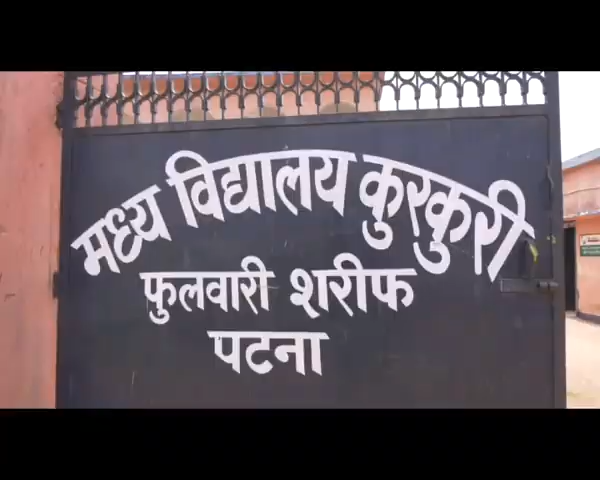 मध्य विद्यालय कुरकुरी
फुलवारी शरीफ
पटना